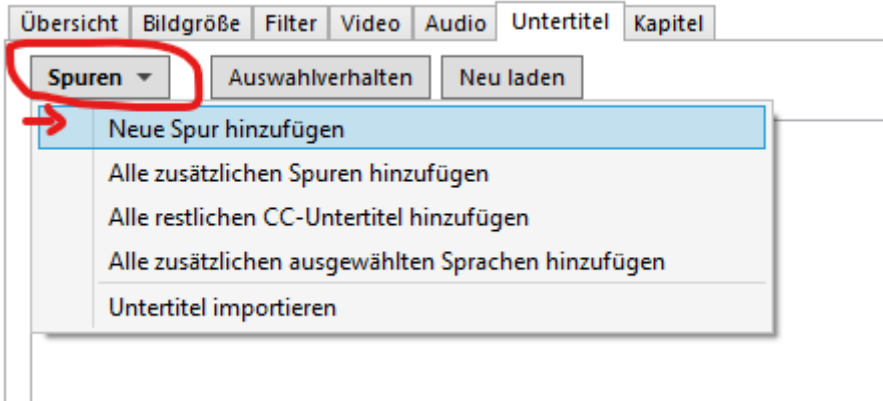 Übersicht Bildgröße Filter Video Audio Untertitel Kapitel
Spuren Auswahlverhalten Neu laden
Neue Spur hinzufügen
Alle zusätzlichen Spuren hinzufügen
Alle restlichen CC-Untertitel hinzufügen
Alle zusätzlichen ausgewählten Sprachen hinzufügen
Untertitel importieren